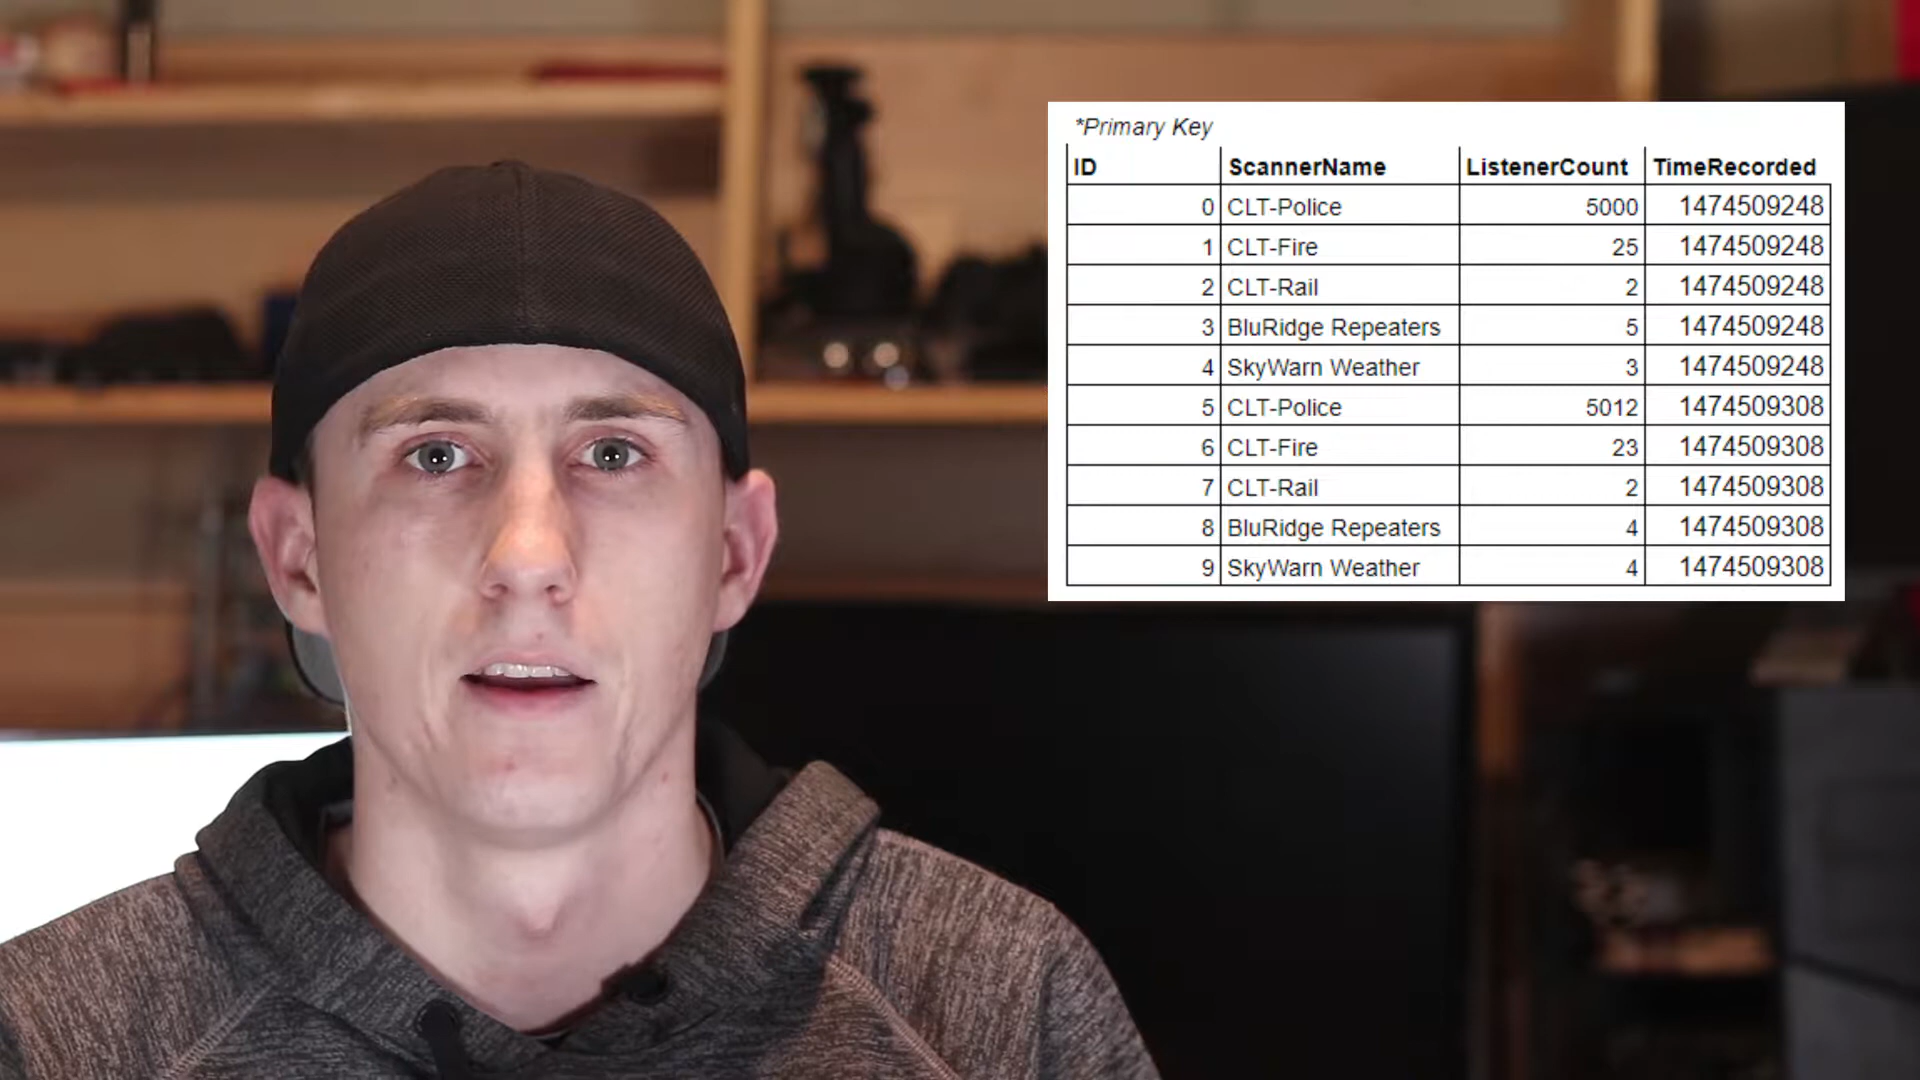 *Primary Key
ID ScannerName ListenerCount TimeRecorded
0 CLT-Police 5000 1474509248
1 CLT-Fire 25 1474509248
2 CLT-Rail 2 1474509248
3 BluRidge Repeaters 5 1474509248
4 SkyWarn Weather 3 1474509248
5 CLT-Police 5012 1474509308
6 CLT-Fire 23 1474509308
7 CLT-Rail 2 1474509308
8 BluRidge Repeaters 4 1474509308
9 SkyWarn Weather 4 1474509308